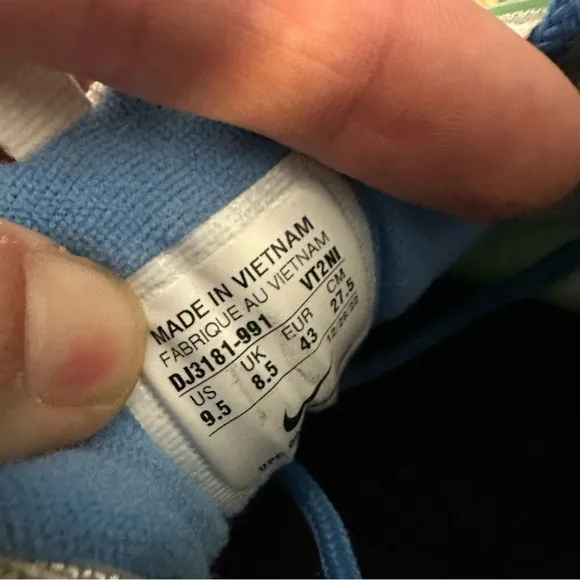 MADE IN VIETNAM
FABRIQUE AU VIETNAM
DJ3181-991 VT2NI
US UK EUR CM
9.5 8.5 43 27.5